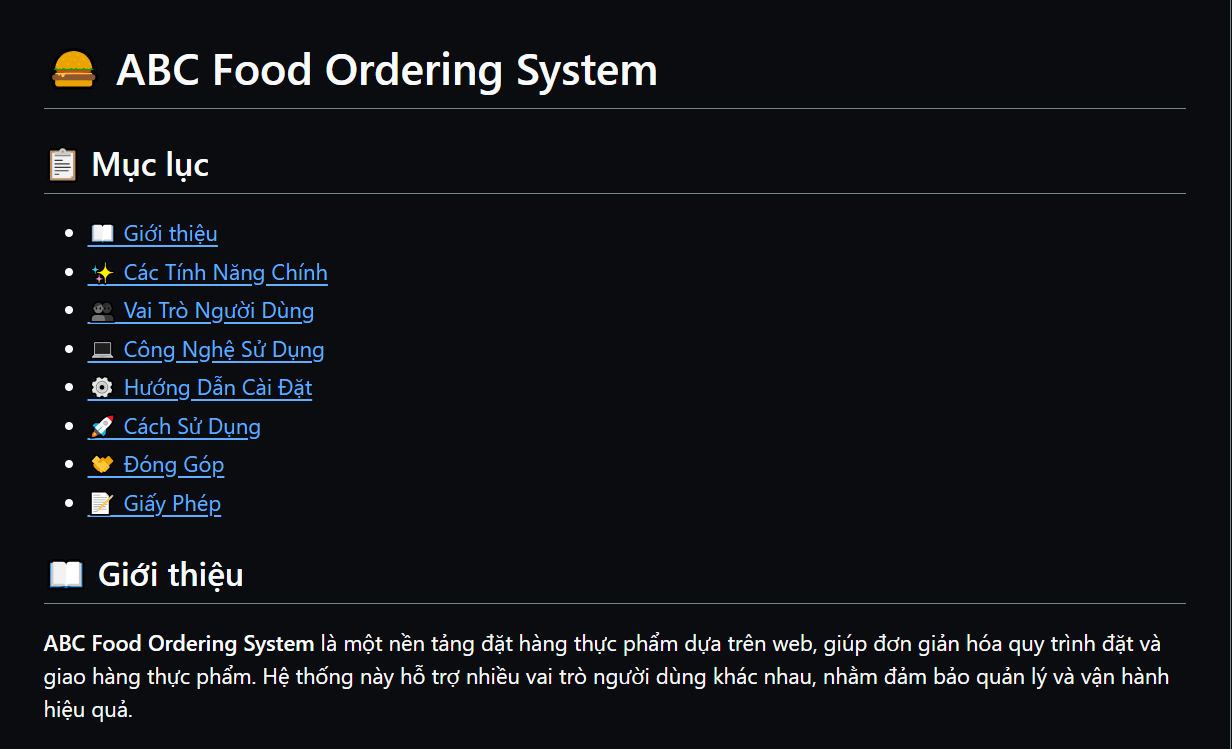 ABC Food Ordering System
Mục lục
Giới thiệu
Các Tính Năng Chính
Vai Trò Người Dùng
Công Nghệ Sử Dụng
Hướng Dẫn Cài Đặt
Cách Sử Dụng
Đóng Góp
Giấy Phép
Giới thiệu
ABC Food Ordering System là một nền tảng đặt hàng thực phẩm dựa trên web, giúp đơn giản hóa quy trình đặt và
giao hàng thực phẩm. Hệ thống này hỗ trợ nhiều vai trò người dùng khác nhau, nhằm đảm bảo quản lý và vận hành
hiệu quả.